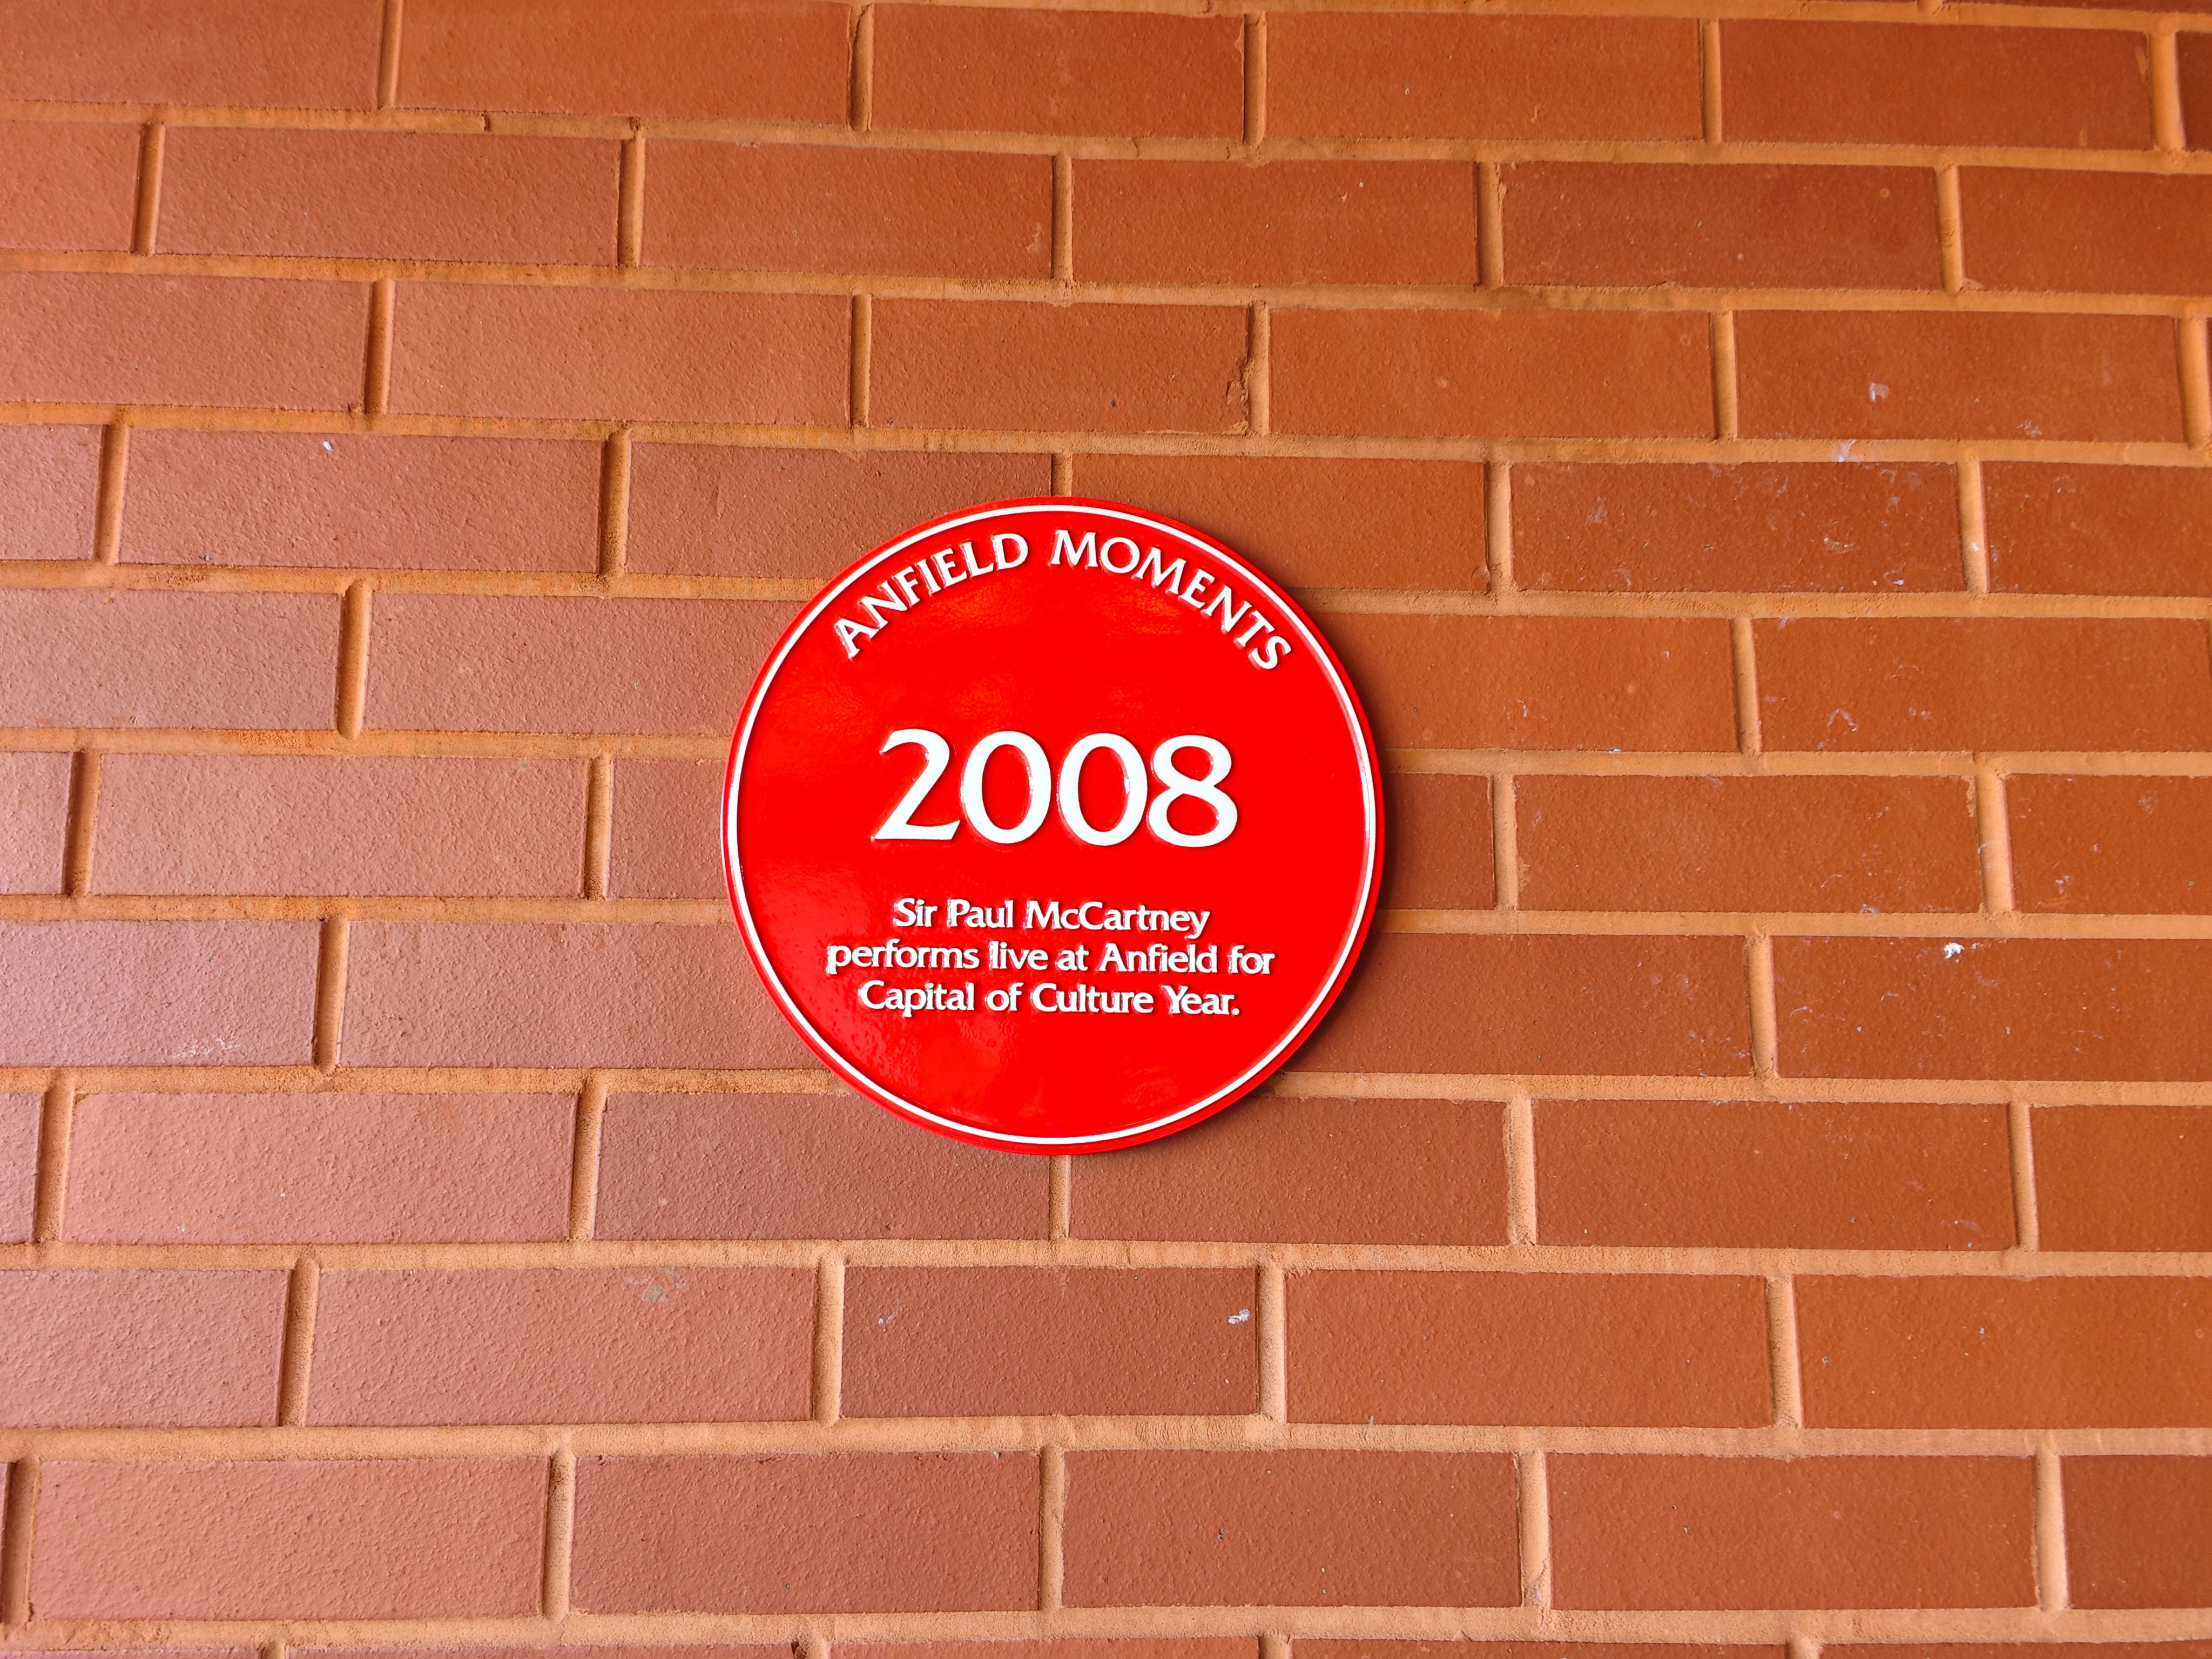 ANFIELD MOMENTS
2008
Sir Paul McCartney
performs live at Anfield for
Capital of Culture Year.